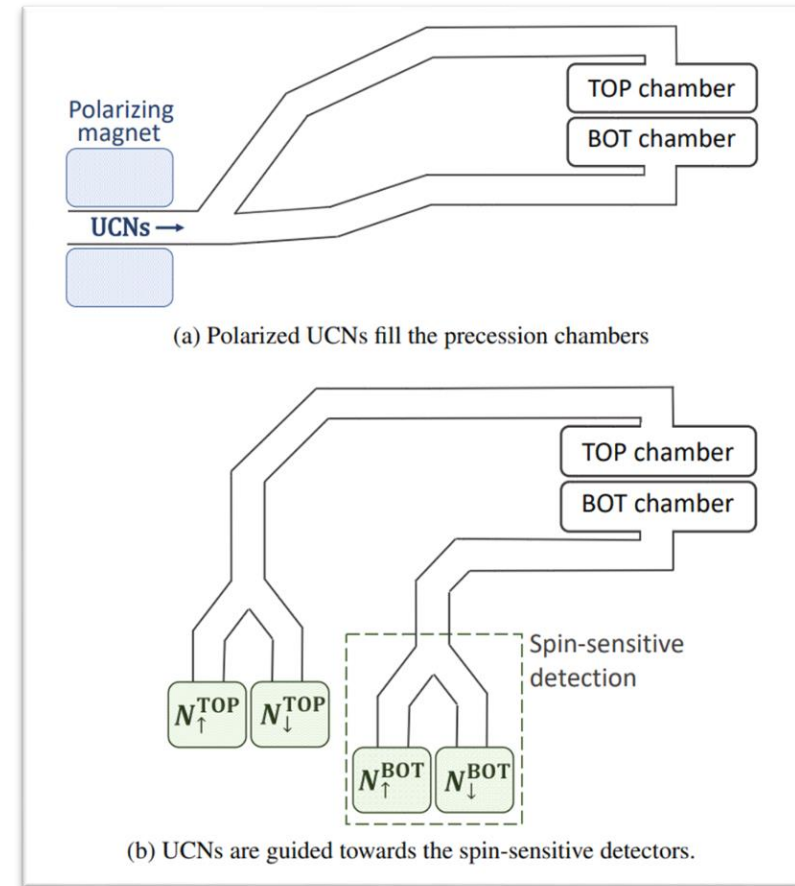 TOP chamber
Polarizing
magnet
BOT chamber
UCNs→
(a) Polarized UCNs fill the precession chambers
TOP chamber
BOT chamber
Spin-sensitive
detection
N↑^TOP N↓^TOP
N↑^BOT N↓^BOT
(b) UCNs are guided towards the spin-sensitive detectors.